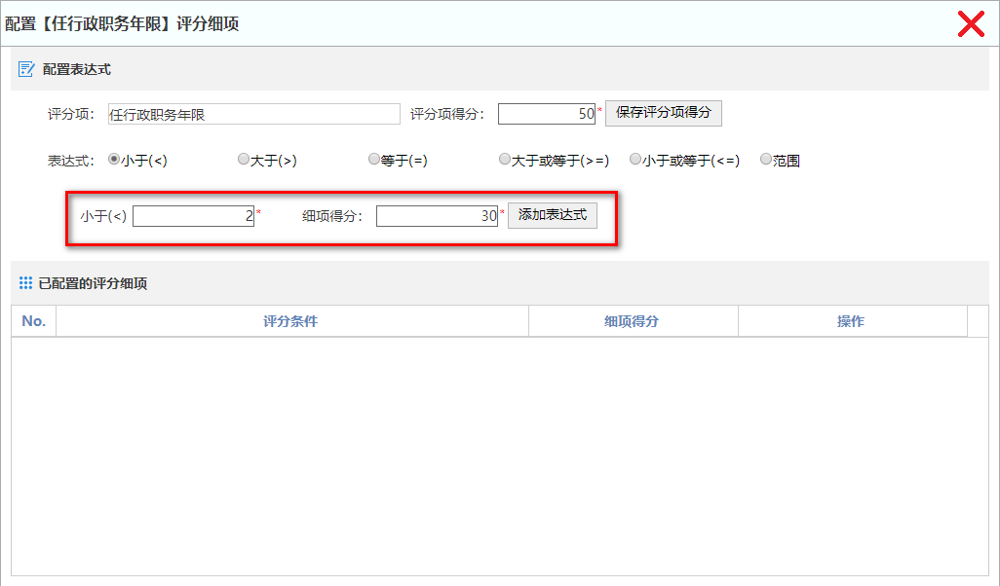 配置【任行政职务年限】评分细项
配置表达式
评分项： 任行政职务年限 评分项得分： 50 * 保存评分项得分
表达式： 小于(<) 大于(>) 等于(=) 大于或等于(>=) 小于或等于(<=) 范围
小于(<) 2 * 细项得分： 30 * 添加表达式
已配置的评分细项
No. 评分条件 细项得分 操作